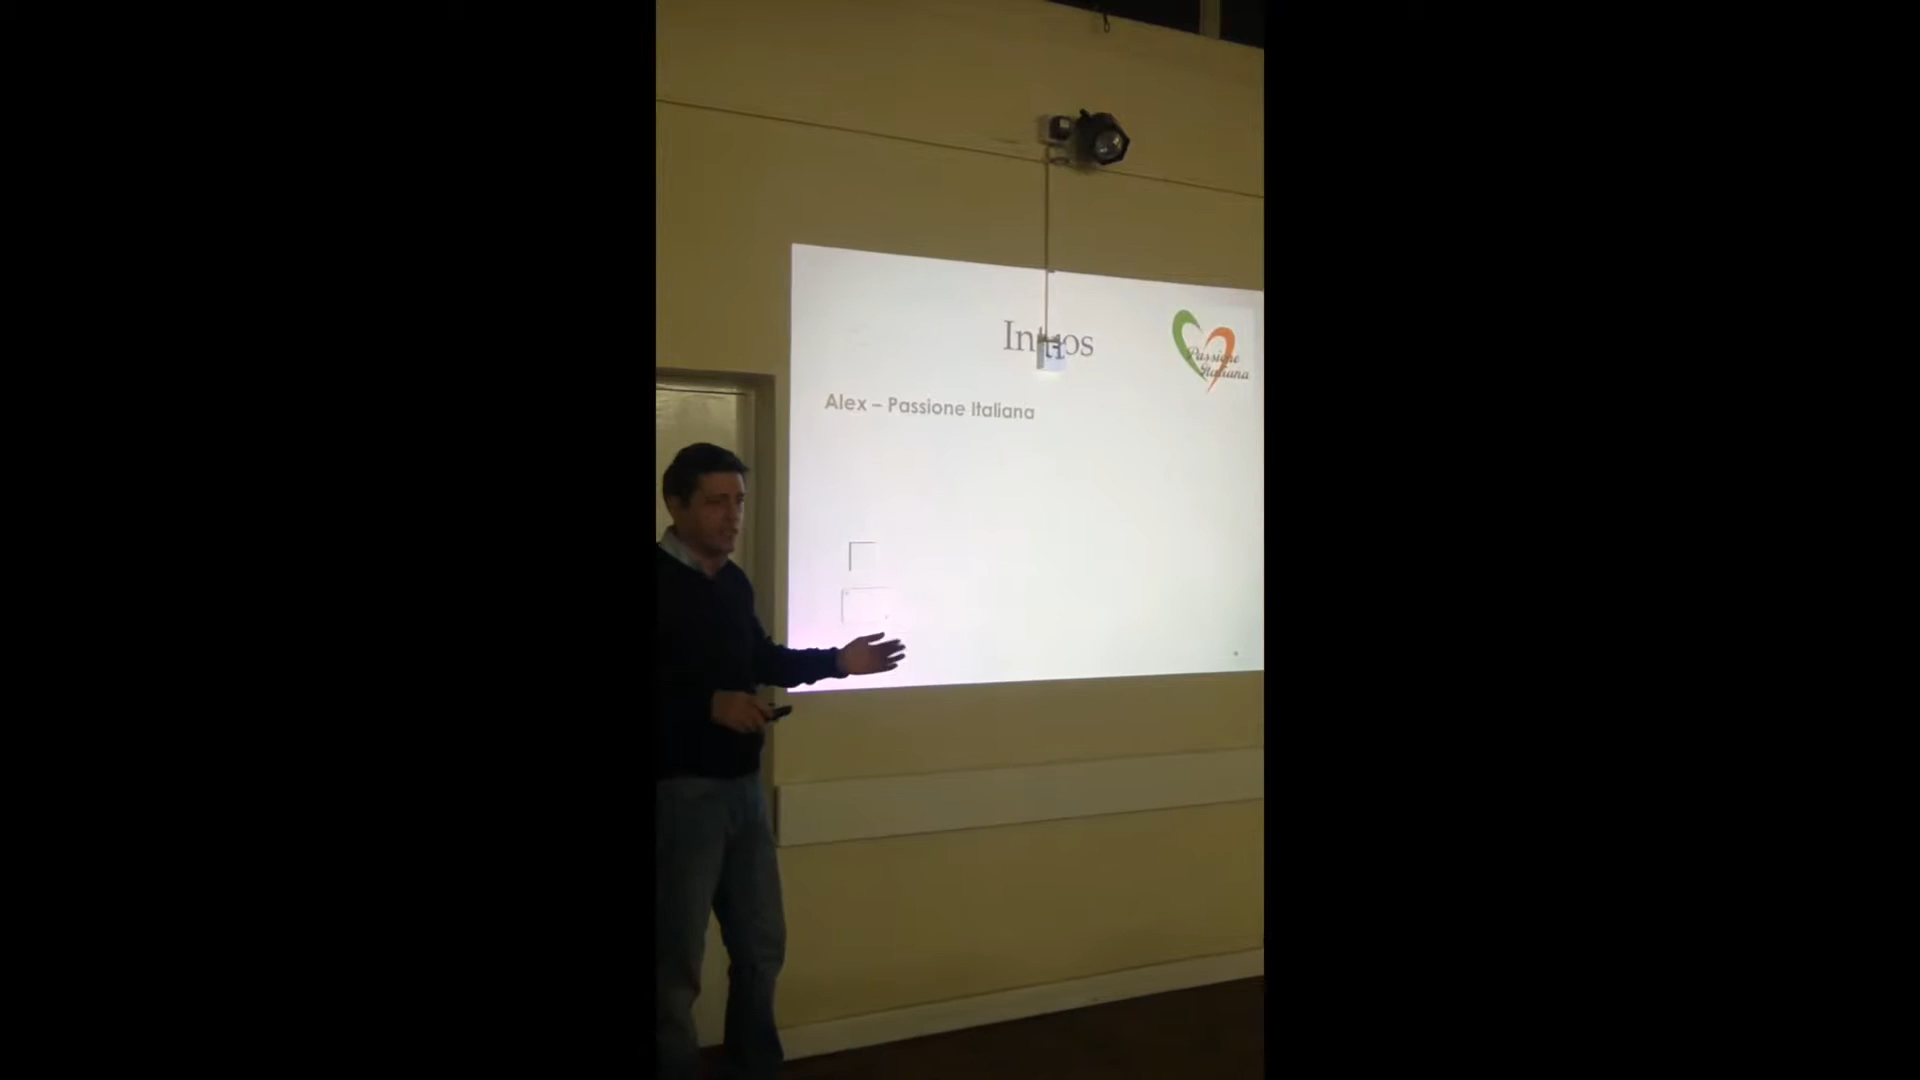 Intros
Passione
Italiana
Alex – Passione Italiana